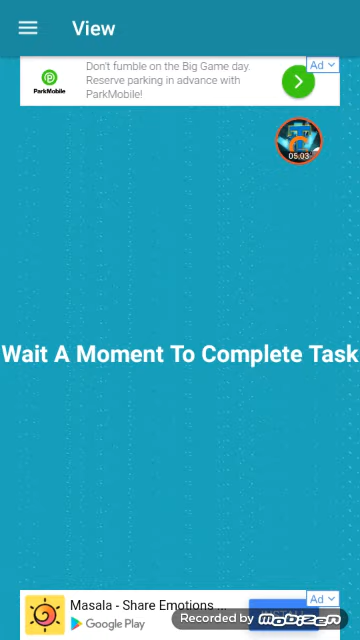 View
Don't fumble on the Big Game day.
Reserve parking in advance with
ParkMobile!
ParkMobile
Ad
05:03
Wait A Moment To Complete Task
Ad
Masala - Share Emotions ...
Google Play
Recorded by mobizen